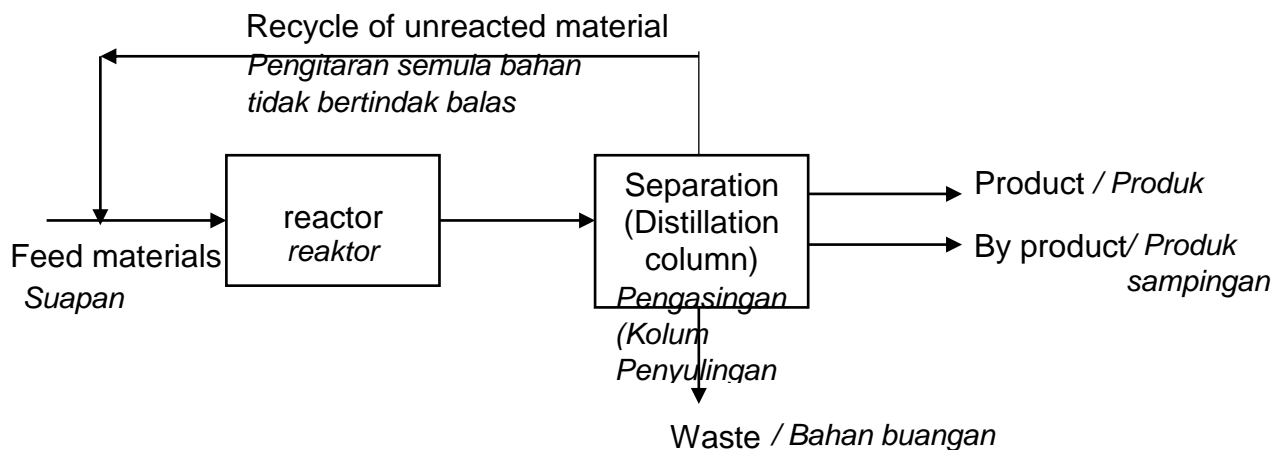 Recycle of unreacted material
Pengitaran semula bahan
tidak bertindak balas
Feed materials
Suapan
reactor
reaktor
Separation
(Distillation
column)
Pengasingan
(Kolum
Penyulingan
Product / Produk
By product/ Produk
sampingan
Waste / Bahan buangan